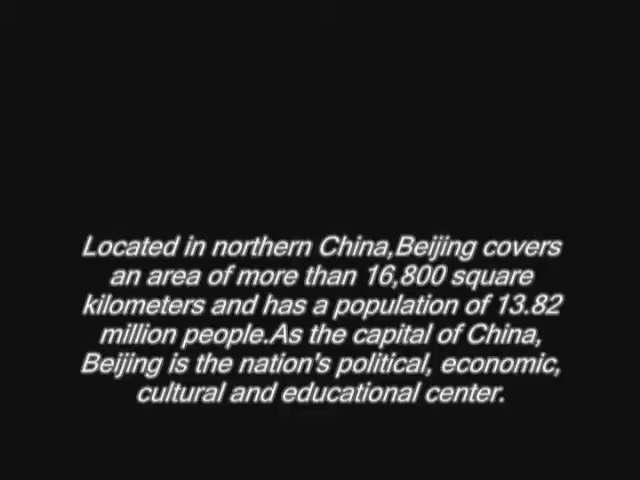 Located in northern China,Beijing covers
an area of more than 16,800 square
kilometers and has a population of 13.82
million people.As the capital of China,
Beijing is the nation's political, economic,
cultural and educational center.